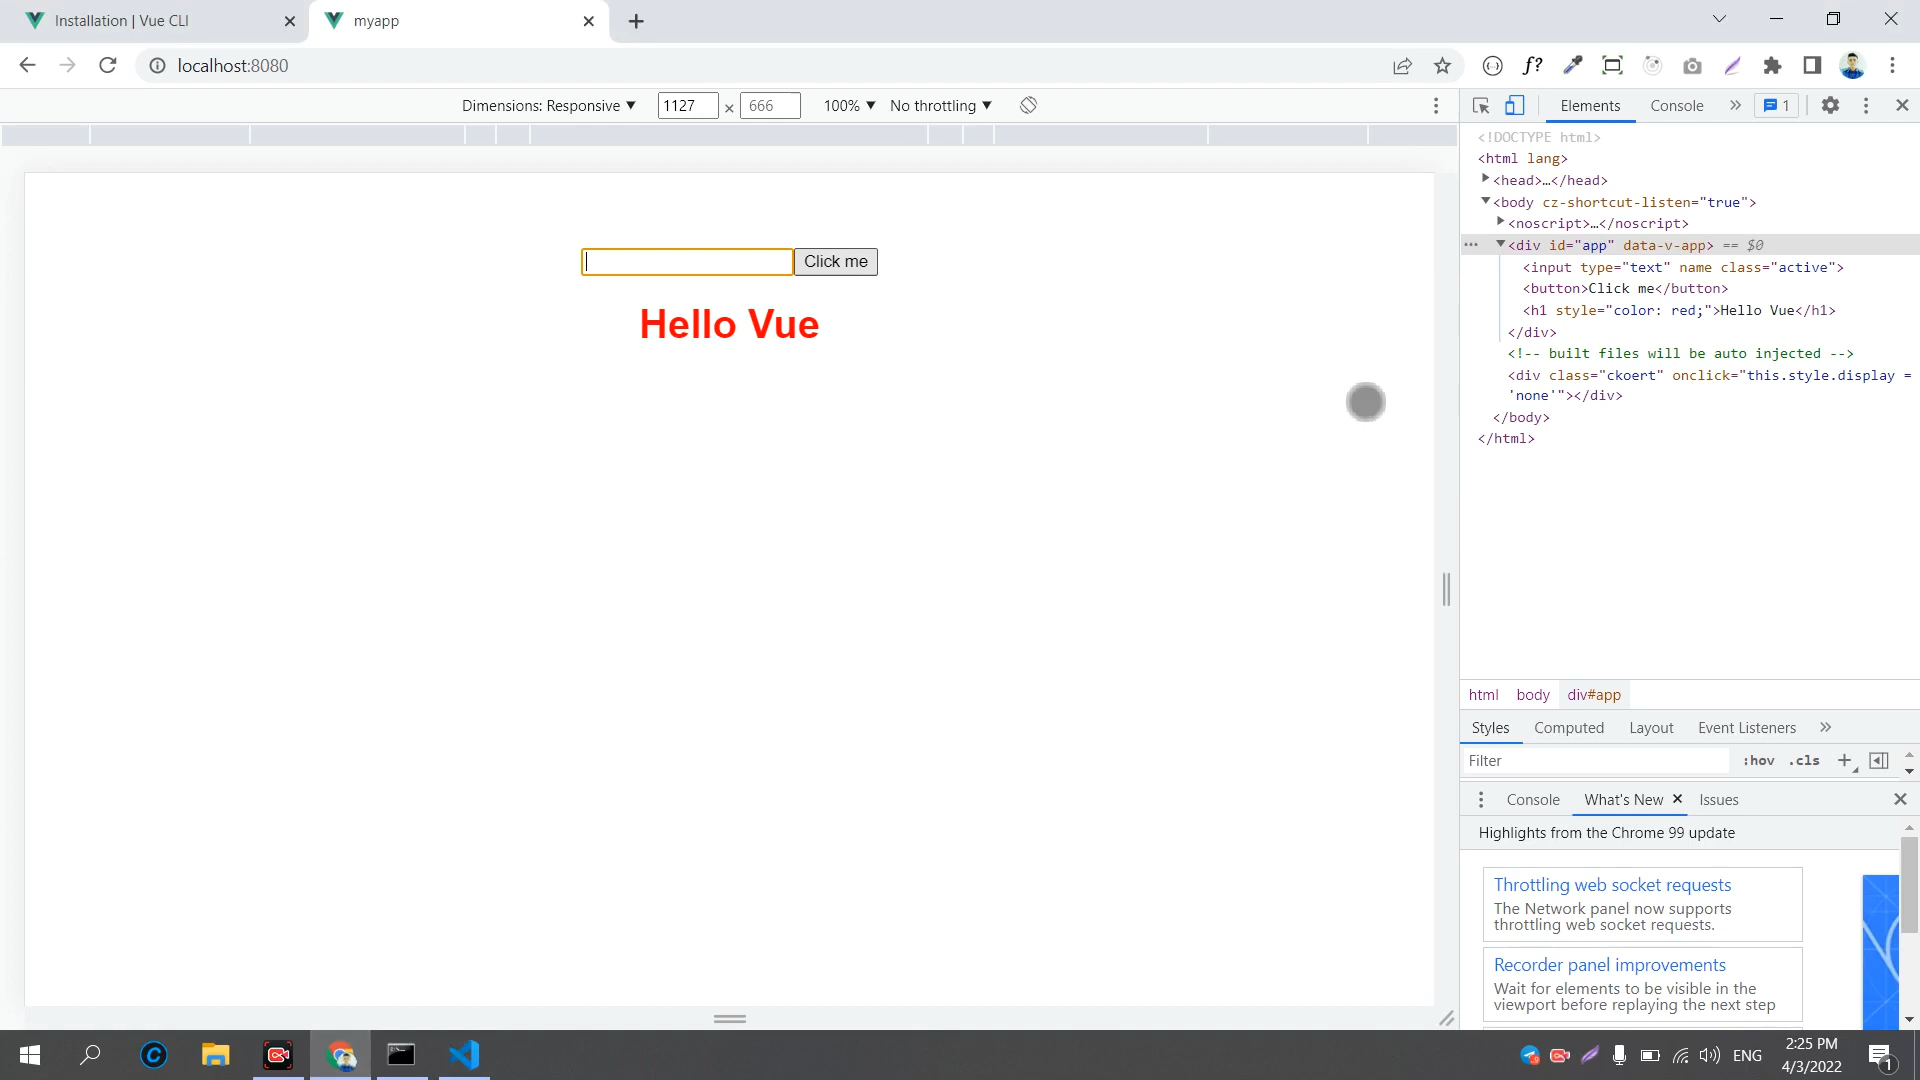 Installation | Vue CLI
myapp
localhost:8080
f?
Dimensions: Responsive
1127 × 666
100%
No throttling
Elements
Console
1
<!DOCTYPE html>
<html lang>
<head>…</head>
<body cz-shortcut-listen="true">
<noscript>…</noscript>
<div id="app" data-v-app> == $0
<input type="text" name class="active">
<button>Click me</button>
<h1 style="color: red;">Hello Vue</h1>
</div>
<!-- built files will be auto injected -->
<div class="ckoert" onclick="this.style.display =
'none'"></div>
</body>
</html>
Click me
Hello Vue
html
body
div#app
Styles
Computed
Layout
Event Listeners
Filter
:hov
.cls
Console
What's New
Issues
Highlights from the Chrome 99 update
Throttling web socket requests
The Network panel now supports
throttling web socket requests.
Recorder panel improvements
Wait for elements to be visible in the
viewport before replaying the next step
ENG
2:25 PM
4/3/2022
1